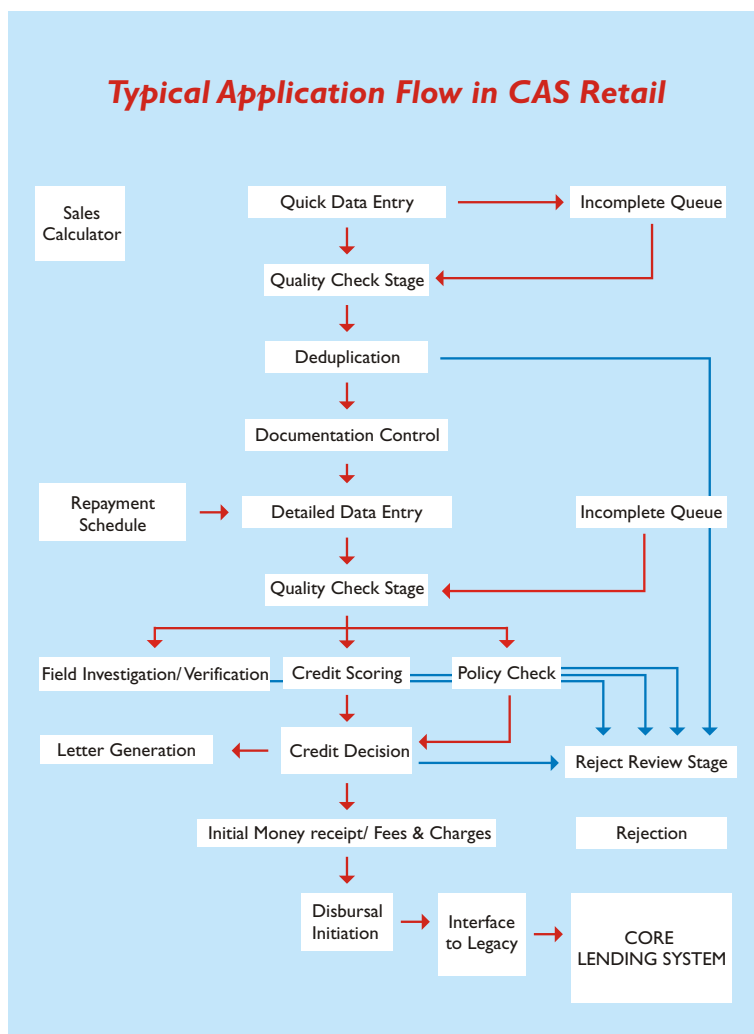 Typical Application Flow in CAS Retail
Sales
Calculator
Quick Data Entry
Incomplete Queue
Quality Check Stage
Deduplication
Documentation Control
Repayment
Schedule
Detailed Data Entry
Incomplete Queue
Quality Check Stage
Field Investigation/ Verification
Credit Scoring
Policy Check
Letter Generation
Credit Decision
Reject Review Stage
Initial Money receipt/ Fees & Charges
Rejection
Disbursal
Initiation
Interface
to Legacy
CORE
LENDING SYSTEM